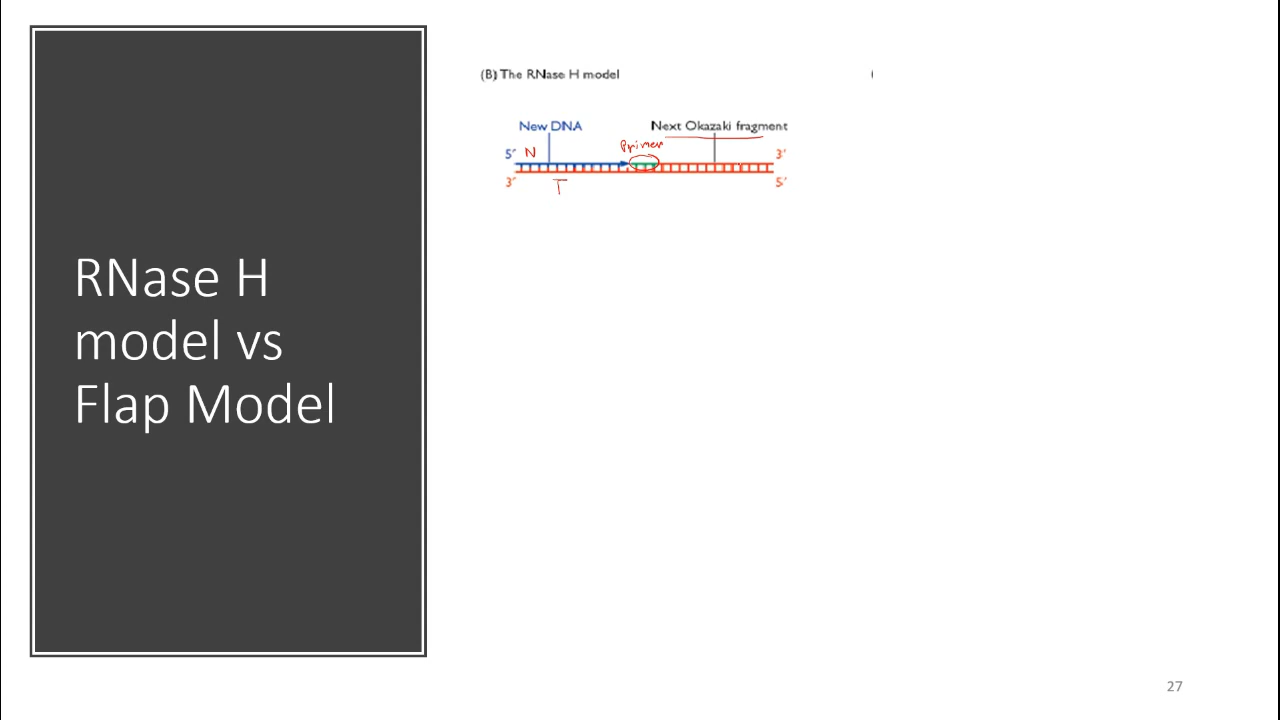 RNase H
model vs
Flap Model
(B) The RNase H model
(
New DNA
Next Okazaki fragment
Primer
5′ N
3′
3′
T
5′
27